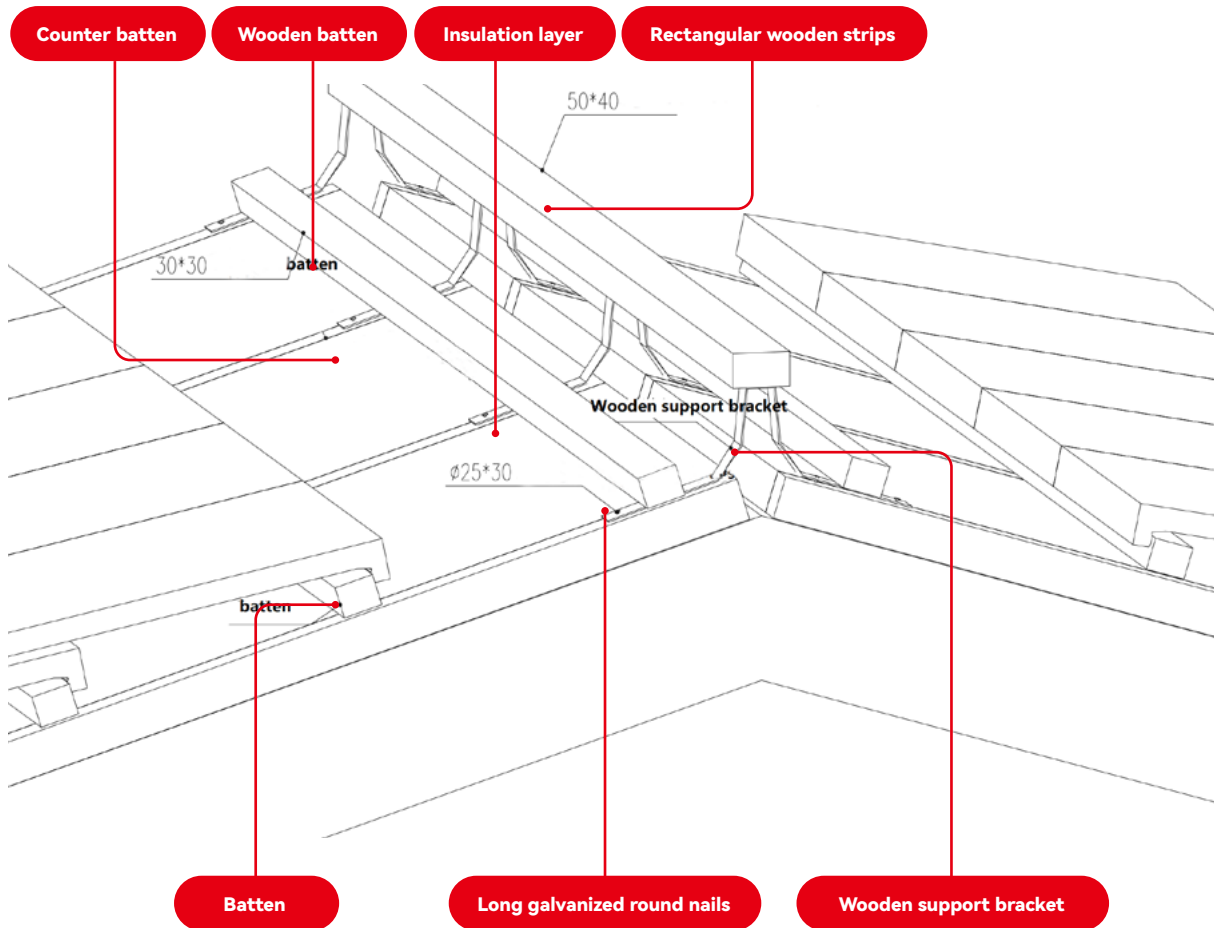 Counter batten
Wooden batten
Insulation layer
Rectangular wooden strips
50*40
30*30
batten
Wooden support bracket
ø25*30
batten
Batten
Long galvanized round nails
Wooden support bracket